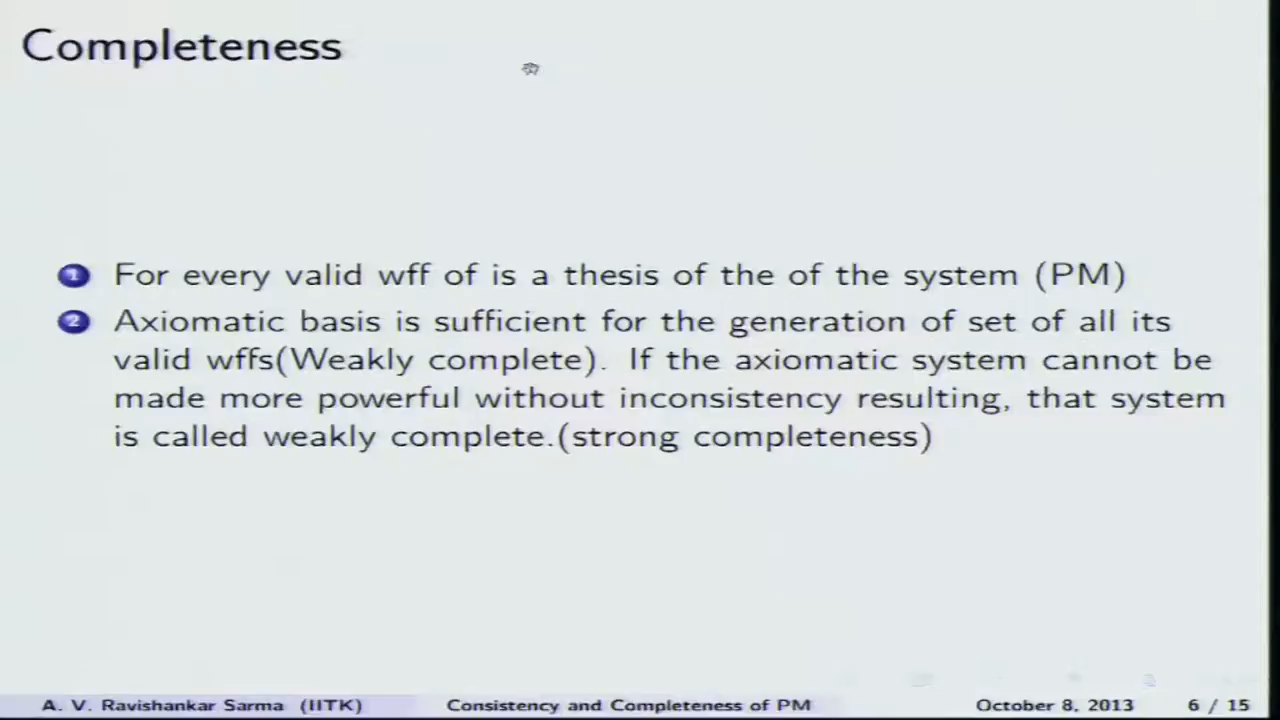 Completeness
1 For every valid wff of is a thesis of the of the system (PM)
2 Axiomatic basis is sufficient for the generation of set of all its
valid wffs(Weakly complete). If the axiomatic system cannot be
made more powerful without inconsistency resulting, that system
is called weakly complete.(strong completeness)
A. V. Ravishankar Sarma (IITK) Consistency and Completeness of PM October 8, 2013 6 / 15